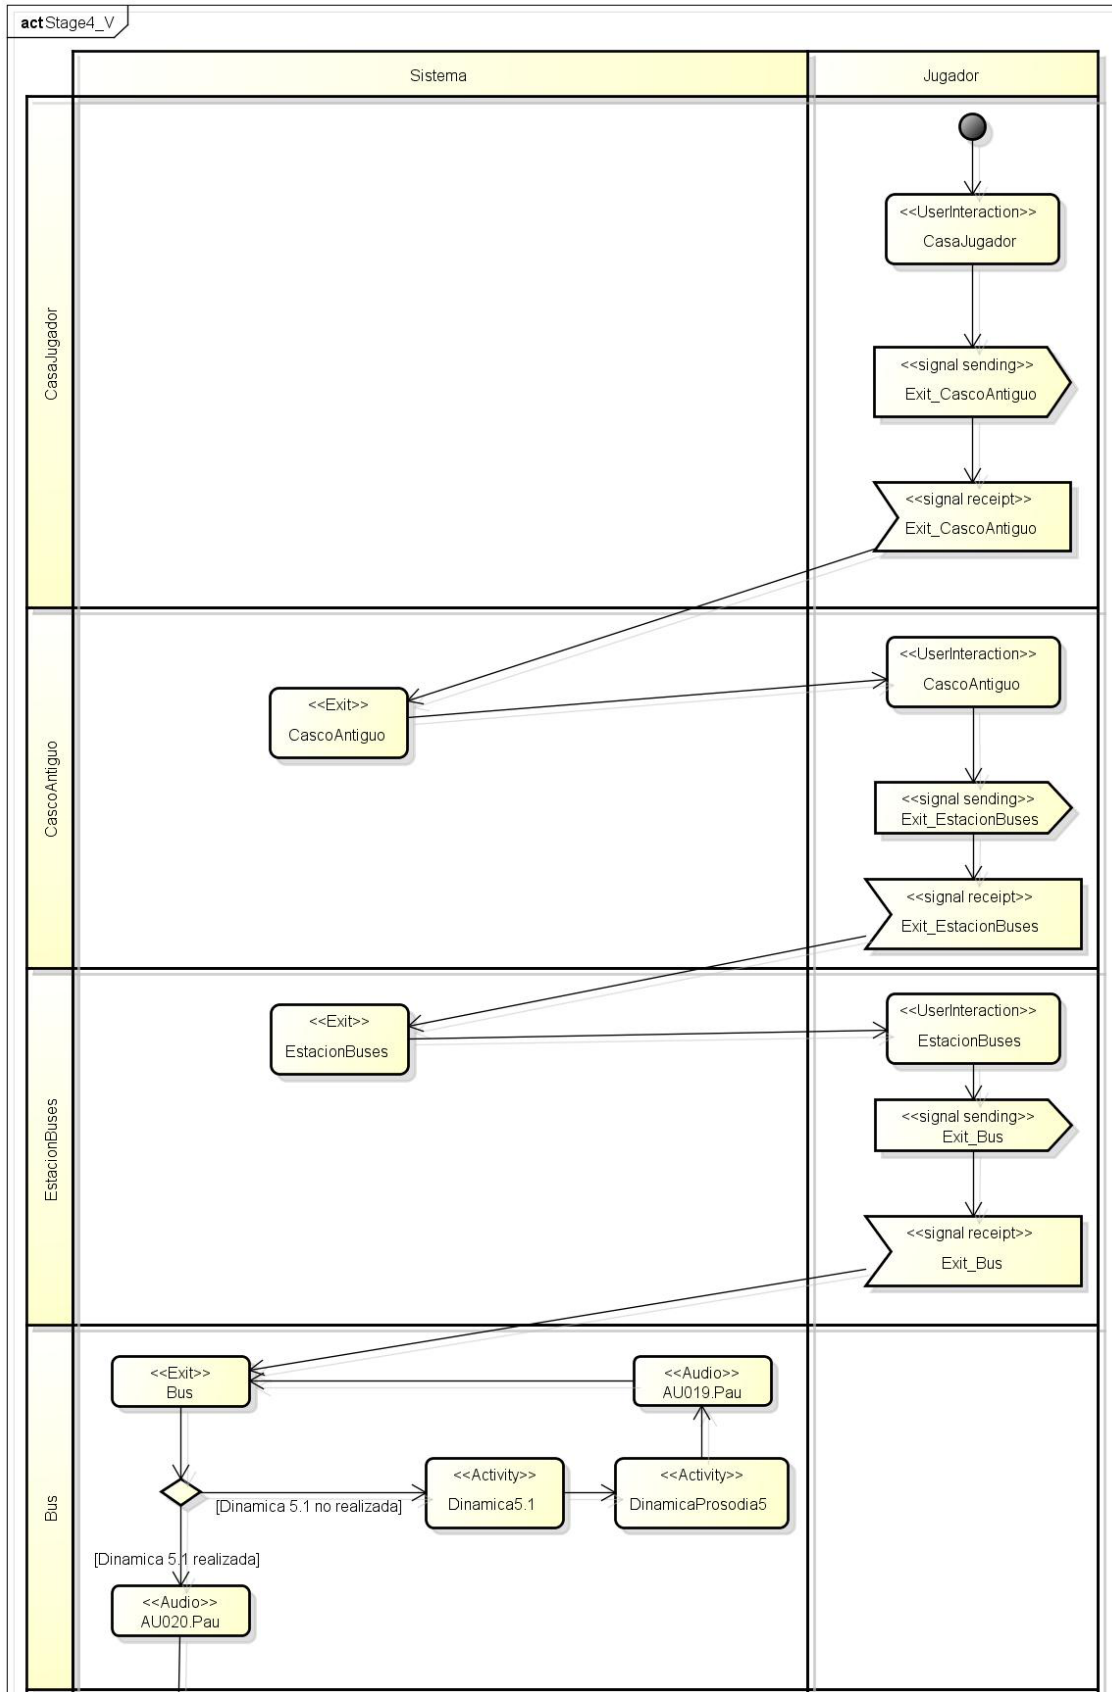 act Stage4_V
Sistema
Jugador
CasaJugador
<<UserInteraction>>
CasaJugador
<<signal sending>>
Exit_CascoAntiguo
<<signal receipt>>
Exit_CascoAntiguo
CascoAntiguo
<<Exit>>
CascoAntiguo
<<UserInteraction>>
CascoAntiguo
<<signal sending>>
Exit_EstacionBuses
<<signal receipt>>
Exit_EstacionBuses
EstacionBuses
<<Exit>>
EstacionBuses
<<UserInteraction>>
EstacionBuses
<<signal sending>>
Exit_Bus
<<signal receipt>>
Exit_Bus
Bus
<<Exit>>
Bus
<<Audio>>
AU019.Pau
[Dinamica 5.1 no realizada]
<<Activity>>
Dinamica5.1
<<Activity>>
DinamicaProsodia5
[Dinamica 5.1 realizada]
<<Audio>>
AU020.Pau